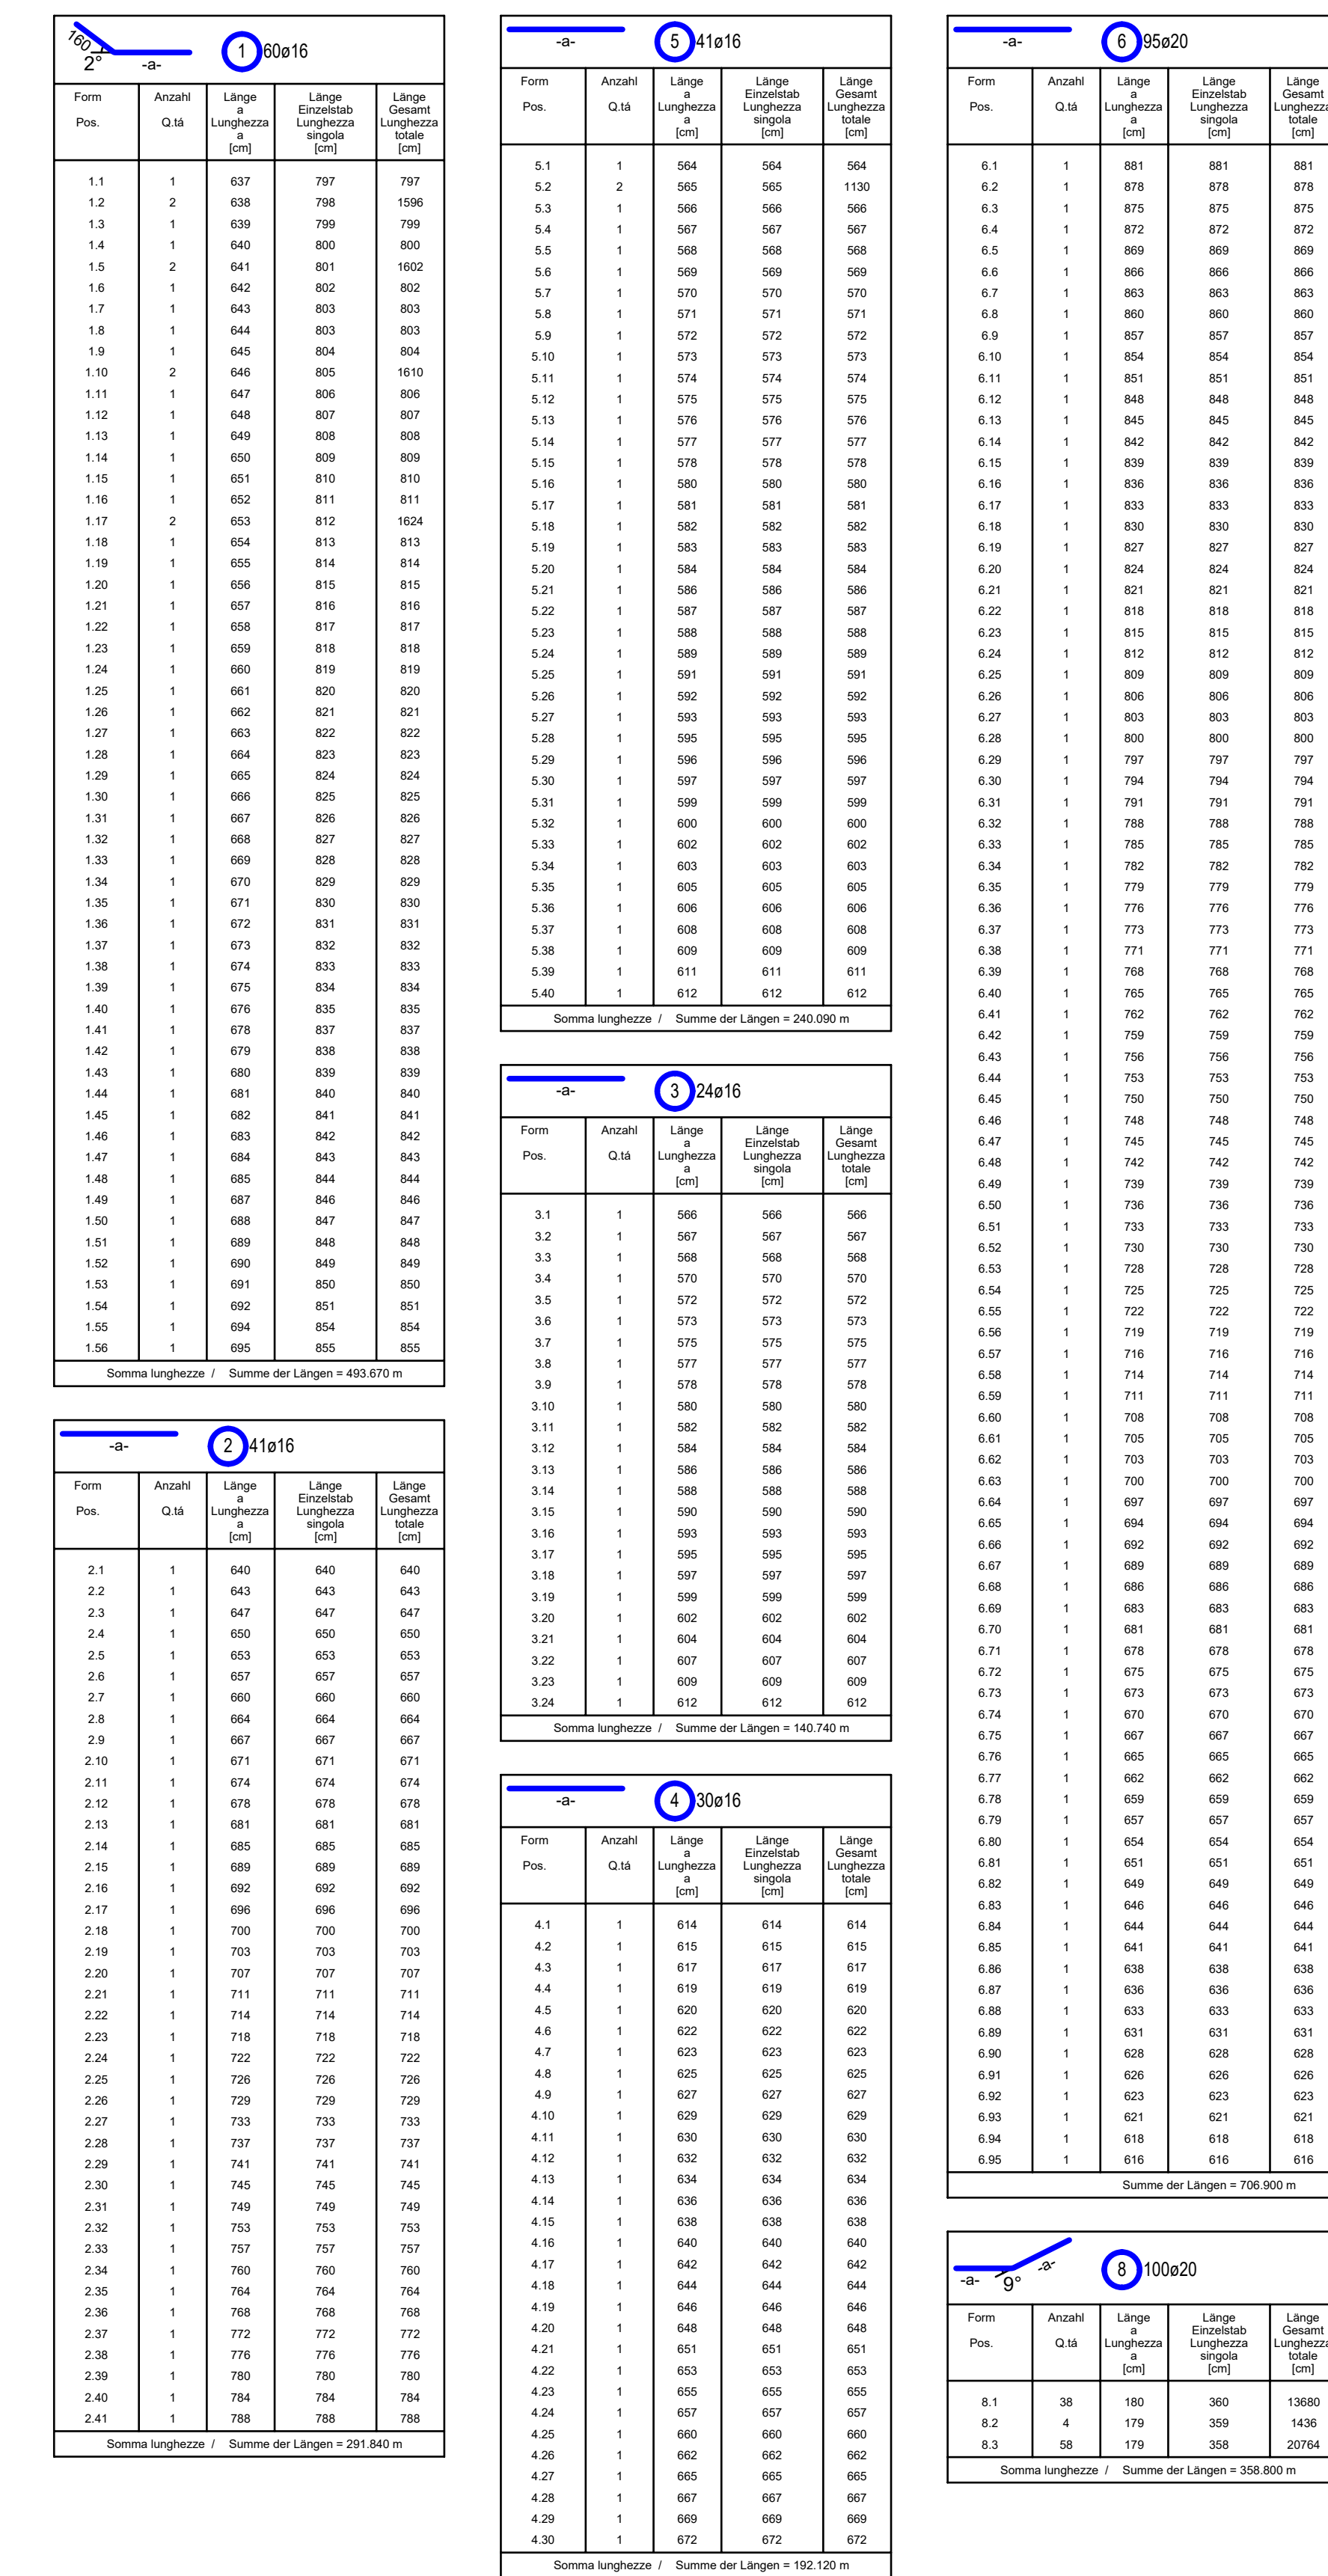 160
2°
-a-
1 60ø16
Form Anzahl Länge Länge Länge
a Einzelstab Gesamt
Pos. Q.tá Lunghezza Lunghezza Lunghezza
a singola totale
[cm] [cm] [cm]
1.1 1 637 797 797
1.2 2 638 798 1596
1.3 1 639 799 799
1.4 1 640 800 800
1.5 2 641 801 1602
1.6 1 642 802 802
1.7 1 643 803 803
1.8 1 644 803 803
1.9 1 645 804 804
1.10 2 646 805 1610
1.11 1 647 806 806
1.12 1 648 807 807
1.13 1 649 808 808
1.14 1 650 809 809
1.15 1 651 810 810
1.16 1 652 811 811
1.17 2 653 812 1624
1.18 1 654 813 813
1.19 1 655 814 814
1.20 1 656 815 815
1.21 1 657 816 816
1.22 1 658 817 817
1.23 1 659 818 818
1.24 1 660 819 819
1.25 1 661 820 820
1.26 1 662 821 821
1.27 1 663 822 822
1.28 1 664 823 823
1.29 1 665 824 824
1.30 1 666 825 825
1.31 1 667 826 826
1.32 1 668 827 827
1.33 1 669 828 828
1.34 1 670 829 829
1.35 1 671 830 830
1.36 1 672 831 831
1.37 1 673 832 832
1.38 1 674 833 833
1.39 1 675 834 834
1.40 1 676 835 835
1.41 1 678 837 837
1.42 1 679 838 838
1.43 1 680 839 839
1.44 1 681 840 840
1.45 1 682 841 841
1.46 1 683 842 842
1.47 1 684 843 843
1.48 1 685 844 844
1.49 1 687 846 846
1.50 1 688 847 847
1.51 1 689 848 848
1.52 1 690 849 849
1.53 1 691 850 850
1.54 1 692 851 851
1.55 1 694 854 854
1.56 1 695 855 855
Somma lunghezze / Summe der Längen = 493.670 m
-a-
2 41ø16
Form Anzahl Länge Länge Länge
a Einzelstab Gesamt
Pos. Q.tá Lunghezza Lunghezza Lunghezza
a singola totale
[cm] [cm] [cm]
2.1 1 640 640 640
2.2 1 643 643 643
2.3 1 647 647 647
2.4 1 650 650 650
2.5 1 653 653 653
2.6 1 657 657 657
2.7 1 660 660 660
2.8 1 664 664 664
2.9 1 667 667 667
2.10 1 671 671 671
2.11 1 674 674 674
2.12 1 678 678 678
2.13 1 681 681 681
2.14 1 685 685 685
2.15 1 689 689 689
2.16 1 692 692 692
2.17 1 696 696 696
2.18 1 700 700 700
2.19 1 703 703 703
2.20 1 707 707 707
2.21 1 711 711 711
2.22 1 714 714 714
2.23 1 718 718 718
2.24 1 722 722 722
2.25 1 726 726 726
2.26 1 729 729 729
2.27 1 733 733 733
2.28 1 737 737 737
2.29 1 741 741 741
2.30 1 745 745 745
2.31 1 749 749 749
2.32 1 753 753 753
2.33 1 757 757 757
2.34 1 760 760 760
2.35 1 764 764 764
2.36 1 768 768 768
2.37 1 772 772 772
2.38 1 776 776 776
2.39 1 780 780 780
2.40 1 784 784 784
2.41 1 788 788 788
Somma lunghezze / Summe der Längen = 291.840 m
-a-
5 41ø16
Form Anzahl Länge Länge Länge
a Einzelstab Gesamt
Pos. Q.tá Lunghezza Lunghezza Lunghezza
a singola totale
[cm] [cm] [cm]
5.1 1 564 564 564
5.2 2 565 565 1130
5.3 1 566 566 566
5.4 1 567 567 567
5.5 1 568 568 568
5.6 1 569 569 569
5.7 1 570 570 570
5.8 1 571 571 571
5.9 1 572 572 572
5.10 1 573 573 573
5.11 1 574 574 574
5.12 1 575 575 575
5.13 1 576 576 576
5.14 1 577 577 577
5.15 1 578 578 578
5.16 1 580 580 580
5.17 1 581 581 581
5.18 1 582 582 582
5.19 1 583 583 583
5.20 1 584 584 584
5.21 1 586 586 586
5.22 1 587 587 587
5.23 1 588 588 588
5.24 1 589 589 589
5.25 1 591 591 591
5.26 1 592 592 592
5.27 1 593 593 593
5.28 1 595 595 595
5.29 1 596 596 596
5.30 1 597 597 597
5.31 1 599 599 599
5.32 1 600 600 600
5.33 1 602 602 602
5.34 1 603 603 603
5.35 1 605 605 605
5.36 1 606 606 606
5.37 1 608 608 608
5.38 1 609 609 609
5.39 1 611 611 611
5.40 1 612 612 612
Somma lunghezze / Summe der Längen = 240.090 m
-a-
3 24ø16
Form Anzahl Länge Länge Länge
a Einzelstab Gesamt
Pos. Q.tá Lunghezza Lunghezza Lunghezza
a singola totale
[cm] [cm] [cm]
3.1 1 566 566 566
3.2 1 567 567 567
3.3 1 568 568 568
3.4 1 570 570 570
3.5 1 572 572 572
3.6 1 573 573 573
3.7 1 575 575 575
3.8 1 577 577 577
3.9 1 578 578 578
3.10 1 580 580 580
3.11 1 582 582 582
3.12 1 584 584 584
3.13 1 586 586 586
3.14 1 588 588 588
3.15 1 590 590 590
3.16 1 593 593 593
3.17 1 595 595 595
3.18 1 597 597 597
3.19 1 599 599 599
3.20 1 602 602 602
3.21 1 604 604 604
3.22 1 607 607 607
3.23 1 609 609 609
3.24 1 612 612 612
Somma lunghezze / Summe der Längen = 140.740 m
-a-
4 30ø16
Form Anzahl Länge Länge Länge
a Einzelstab Gesamt
Pos. Q.tá Lunghezza Lunghezza Lunghezza
a singola totale
[cm] [cm] [cm]
4.1 1 614 614 614
4.2 1 615 615 615
4.3 1 617 617 617
4.4 1 619 619 619
4.5 1 620 620 620
4.6 1 622 622 622
4.7 1 623 623 623
4.8 1 625 625 625
4.9 1 627 627 627
4.10 1 629 629 629
4.11 1 630 630 630
4.12 1 632 632 632
4.13 1 634 634 634
4.14 1 636 636 636
4.15 1 638 638 638
4.16 1 640 640 640
4.17 1 642 642 642
4.18 1 644 644 644
4.19 1 646 646 646
4.20 1 648 648 648
4.21 1 651 651 651
4.22 1 653 653 653
4.23 1 655 655 655
4.24 1 657 657 657
4.25 1 660 660 660
4.26 1 662 662 662
4.27 1 665 665 665
4.28 1 667 667 667
4.29 1 669 669 669
4.30 1 672 672 672
Somma lunghezze / Summe der Längen = 192.120 m
-a-
6 95ø20
Form Anzahl Länge Länge Länge
a Einzelstab Gesamt
Pos. Q.tá Lunghezza Lunghezza Lunghezza
a singola totale
[cm] [cm] [cm]
6.1 1 881 881 881
6.2 1 878 878 878
6.3 1 875 875 875
6.4 1 872 872 872
6.5 1 869 869 869
6.6 1 866 866 866
6.7 1 863 863 863
6.8 1 860 860 860
6.9 1 857 857 857
6.10 1 854 854 854
6.11 1 851 851 851
6.12 1 848 848 848
6.13 1 845 845 845
6.14 1 842 842 842
6.15 1 839 839 839
6.16 1 836 836 836
6.17 1 833 833 833
6.18 1 830 830 830
6.19 1 827 827 827
6.20 1 824 824 824
6.21 1 821 821 821
6.22 1 818 818 818
6.23 1 815 815 815
6.24 1 812 812 812
6.25 1 809 809 809
6.26 1 806 806 806
6.27 1 803 803 803
6.28 1 800 800 800
6.29 1 797 797 797
6.30 1 794 794 794
6.31 1 791 791 791
6.32 1 788 788 788
6.33 1 785 785 785
6.34 1 782 782 782
6.35 1 779 779 779
6.36 1 776 776 776
6.37 1 773 773 773
6.38 1 771 771 771
6.39 1 768 768 768
6.40 1 765 765 765
6.41 1 762 762 762
6.42 1 759 759 759
6.43 1 756 756 756
6.44 1 753 753 753
6.45 1 750 750 750
6.46 1 748 748 748
6.47 1 745 745 745
6.48 1 742 742 742
6.49 1 739 739 739
6.50 1 736 736 736
6.51 1 733 733 733
6.52 1 730 730 730
6.53 1 728 728 728
6.54 1 725 725 725
6.55 1 722 722 722
6.56 1 719 719 719
6.57 1 716 716 716
6.58 1 714 714 714
6.59 1 711 711 711
6.60 1 708 708 708
6.61 1 705 705 705
6.62 1 703 703 703
6.63 1 700 700 700
6.64 1 697 697 697
6.65 1 694 694 694
6.66 1 692 692 692
6.67 1 689 689 689
6.68 1 686 686 686
6.69 1 683 683 683
6.70 1 681 681 681
6.71 1 678 678 678
6.72 1 675 675 675
6.73 1 673 673 673
6.74 1 670 670 670
6.75 1 667 667 667
6.76 1 665 665 665
6.77 1 662 662 662
6.78 1 659 659 659
6.79 1 657 657 657
6.80 1 654 654 654
6.81 1 651 651 651
6.82 1 649 649 649
6.83 1 646 646 646
6.84 1 644 644 644
6.85 1 641 641 641
6.86 1 638 638 638
6.87 1 636 636 636
6.88 1 633 633 633
6.89 1 631 631 631
6.90 1 628 628 628
6.91 1 626 626 626
6.92 1 623 623 623
6.93 1 621 621 621
6.94 1 618 618 618
6.95 1 616 616 616
Summe der Längen = 706.900 m
-a- 9° -a-
8 100ø20
Form Anzahl Länge Länge Länge
a Einzelstab Gesamt
Pos. Q.tá Lunghezza Lunghezza Lunghezza
a singola totale
[cm] [cm] [cm]
8.1 38 180 360 13680
8.2 4 179 359 1436
8.3 58 179 358 20764
Somma lunghezze / Summe der Längen = 358.800 m